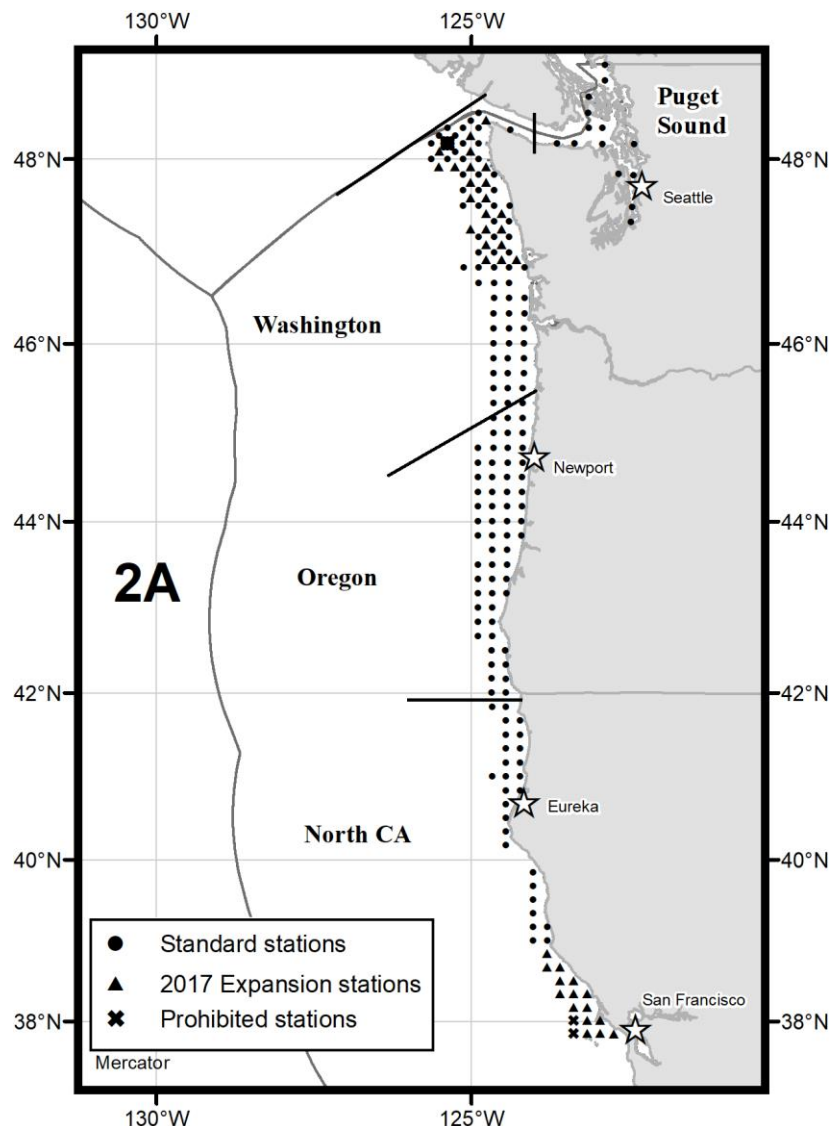 130°W 125°W
Puget
Sound
48°N 48°N
Seattle
Washington
46°N 46°N
Newport
44°N 44°N
2A
Oregon
42°N 42°N
Eureka
North CA
40°N 40°N
Standard stations
2017 Expansion stations
San Francisco
Prohibited stations
38°N 38°N
Mercator
130°W 125°W